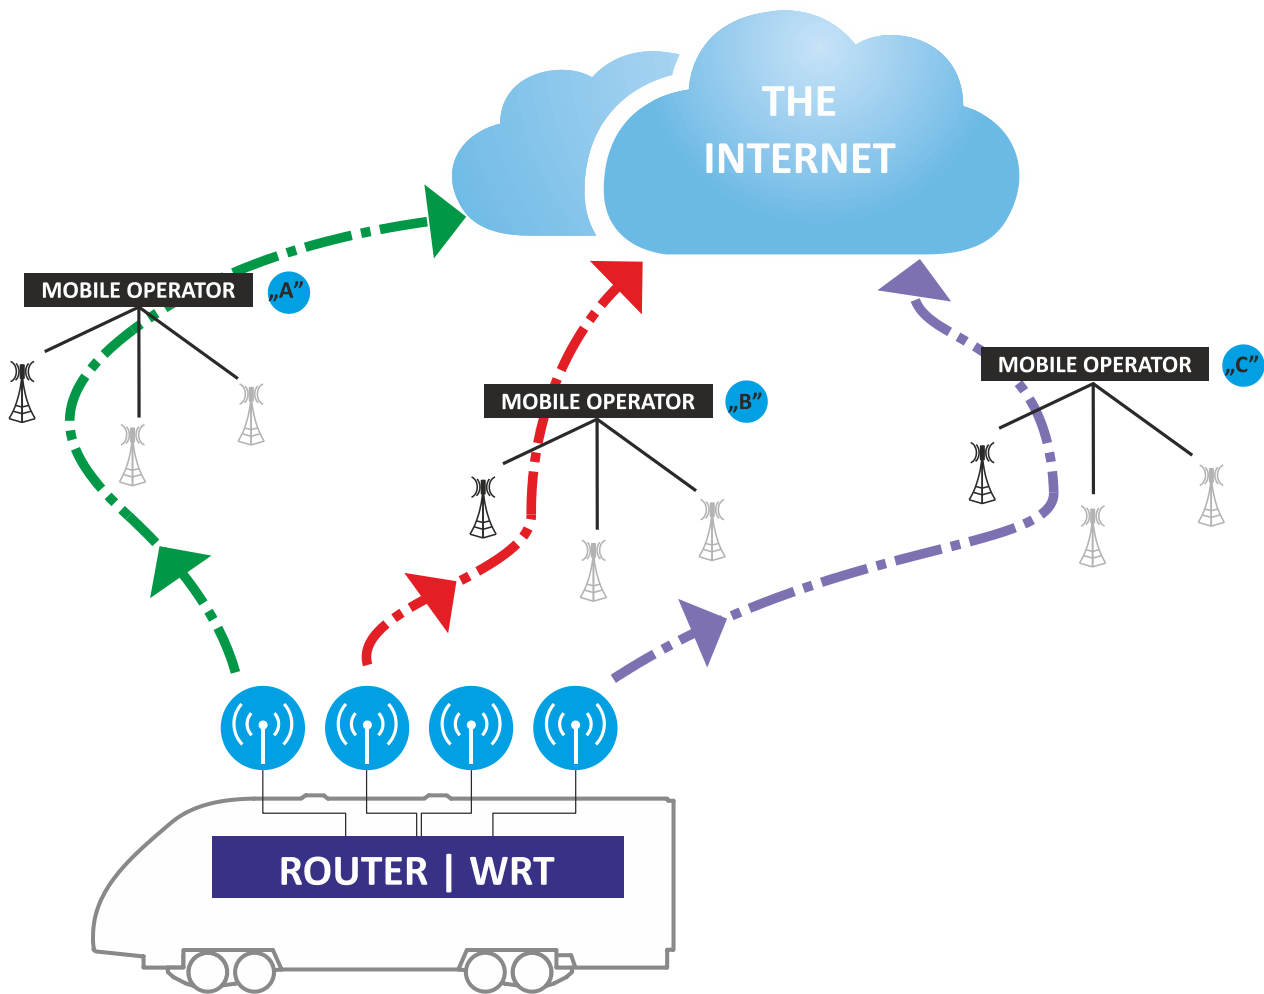 THE
INTERNET
MOBILE OPERATOR
„A”
MOBILE OPERATOR
„B”
MOBILE OPERATOR
„C”
ROUTER | WRT